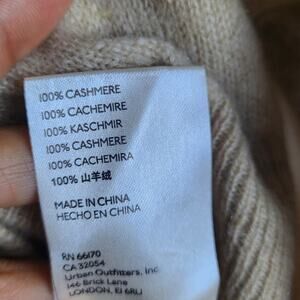 100% CASHMERE
100% CACHEMIRE
100% KASCHMIR
100% CASHMERE
100% CACHEMIRA
100% 山羊绒
MADE IN CHINA
HECHO EN CHINA
RN 66170
CA 32054
Urban Outfitters, Inc
146 Brick Lane
LONDON, E1 6RU